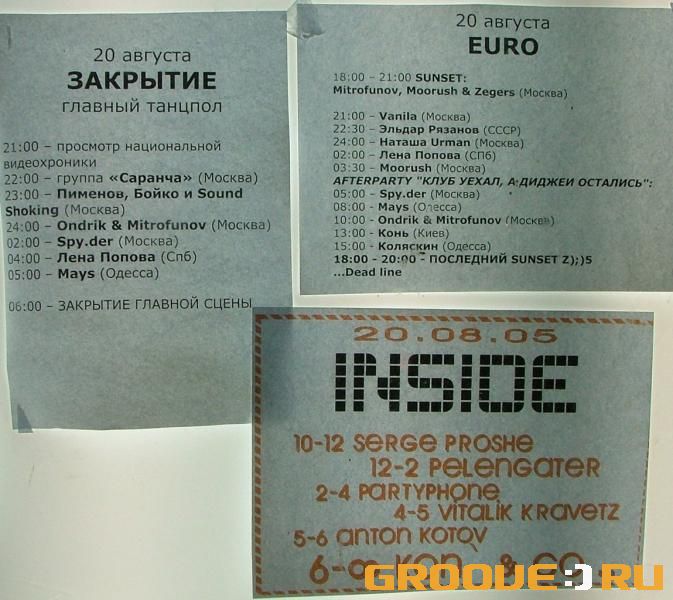 20 августа
ЗАКРЫТИЕ
главный танцпол
21:00 – просмотр национальной
видеохроники
22:00 – группа «Саранча» (Москва)
23:00 – Пименов, Бойко и Sound
Shoking (Москва)
24:00 – Ondrik & Mitrofunov (Москва)
02:00 – Spy.der (Москва)
04:00 – Лена Попова (Спб)
05:00 – Mays (Одесса)
06:00 – ЗАКРЫТИЕ ГЛАВНОЙ СЦЕНЫ
20 августа
EURO
18:00 – 21:00 SUNSET:
Mitrofunov, Moorush & Zegers (Москва)
21:00 – Vanila (Москва)
22:30 – Эльдар Рязанов (СССР)
24:00 – Наташа Urman (Москва)
02:00 – Лена Попова (СПб)
03:30 – Moorush (Москва)
AFTERPARTY "КЛУБ УЕХАЛ, А ДИДЖЕИ ОСТАЛИСЬ":
05:00 – Spy.der (Москва)
08:00 – Mays (Одесса)
10:00 – Ondrik & Mitrofunov (Москва)
13:00 – Конь (Киев)
15:00 – Коляскин (Одесса)
18:00 – 20:00 – ПОСЛЕДНИЙ SUNSET Z);)5
...Dead line
20.08.05
INSIDE
10-12 SERGE PROSHE
12-2 PELENGATER
2-4 PARTYPHONE
4-5 VITALIK KRAVETZ
5-6 ANTON KOTOV
6-∞ KON' & CO
GROOVE:)RU